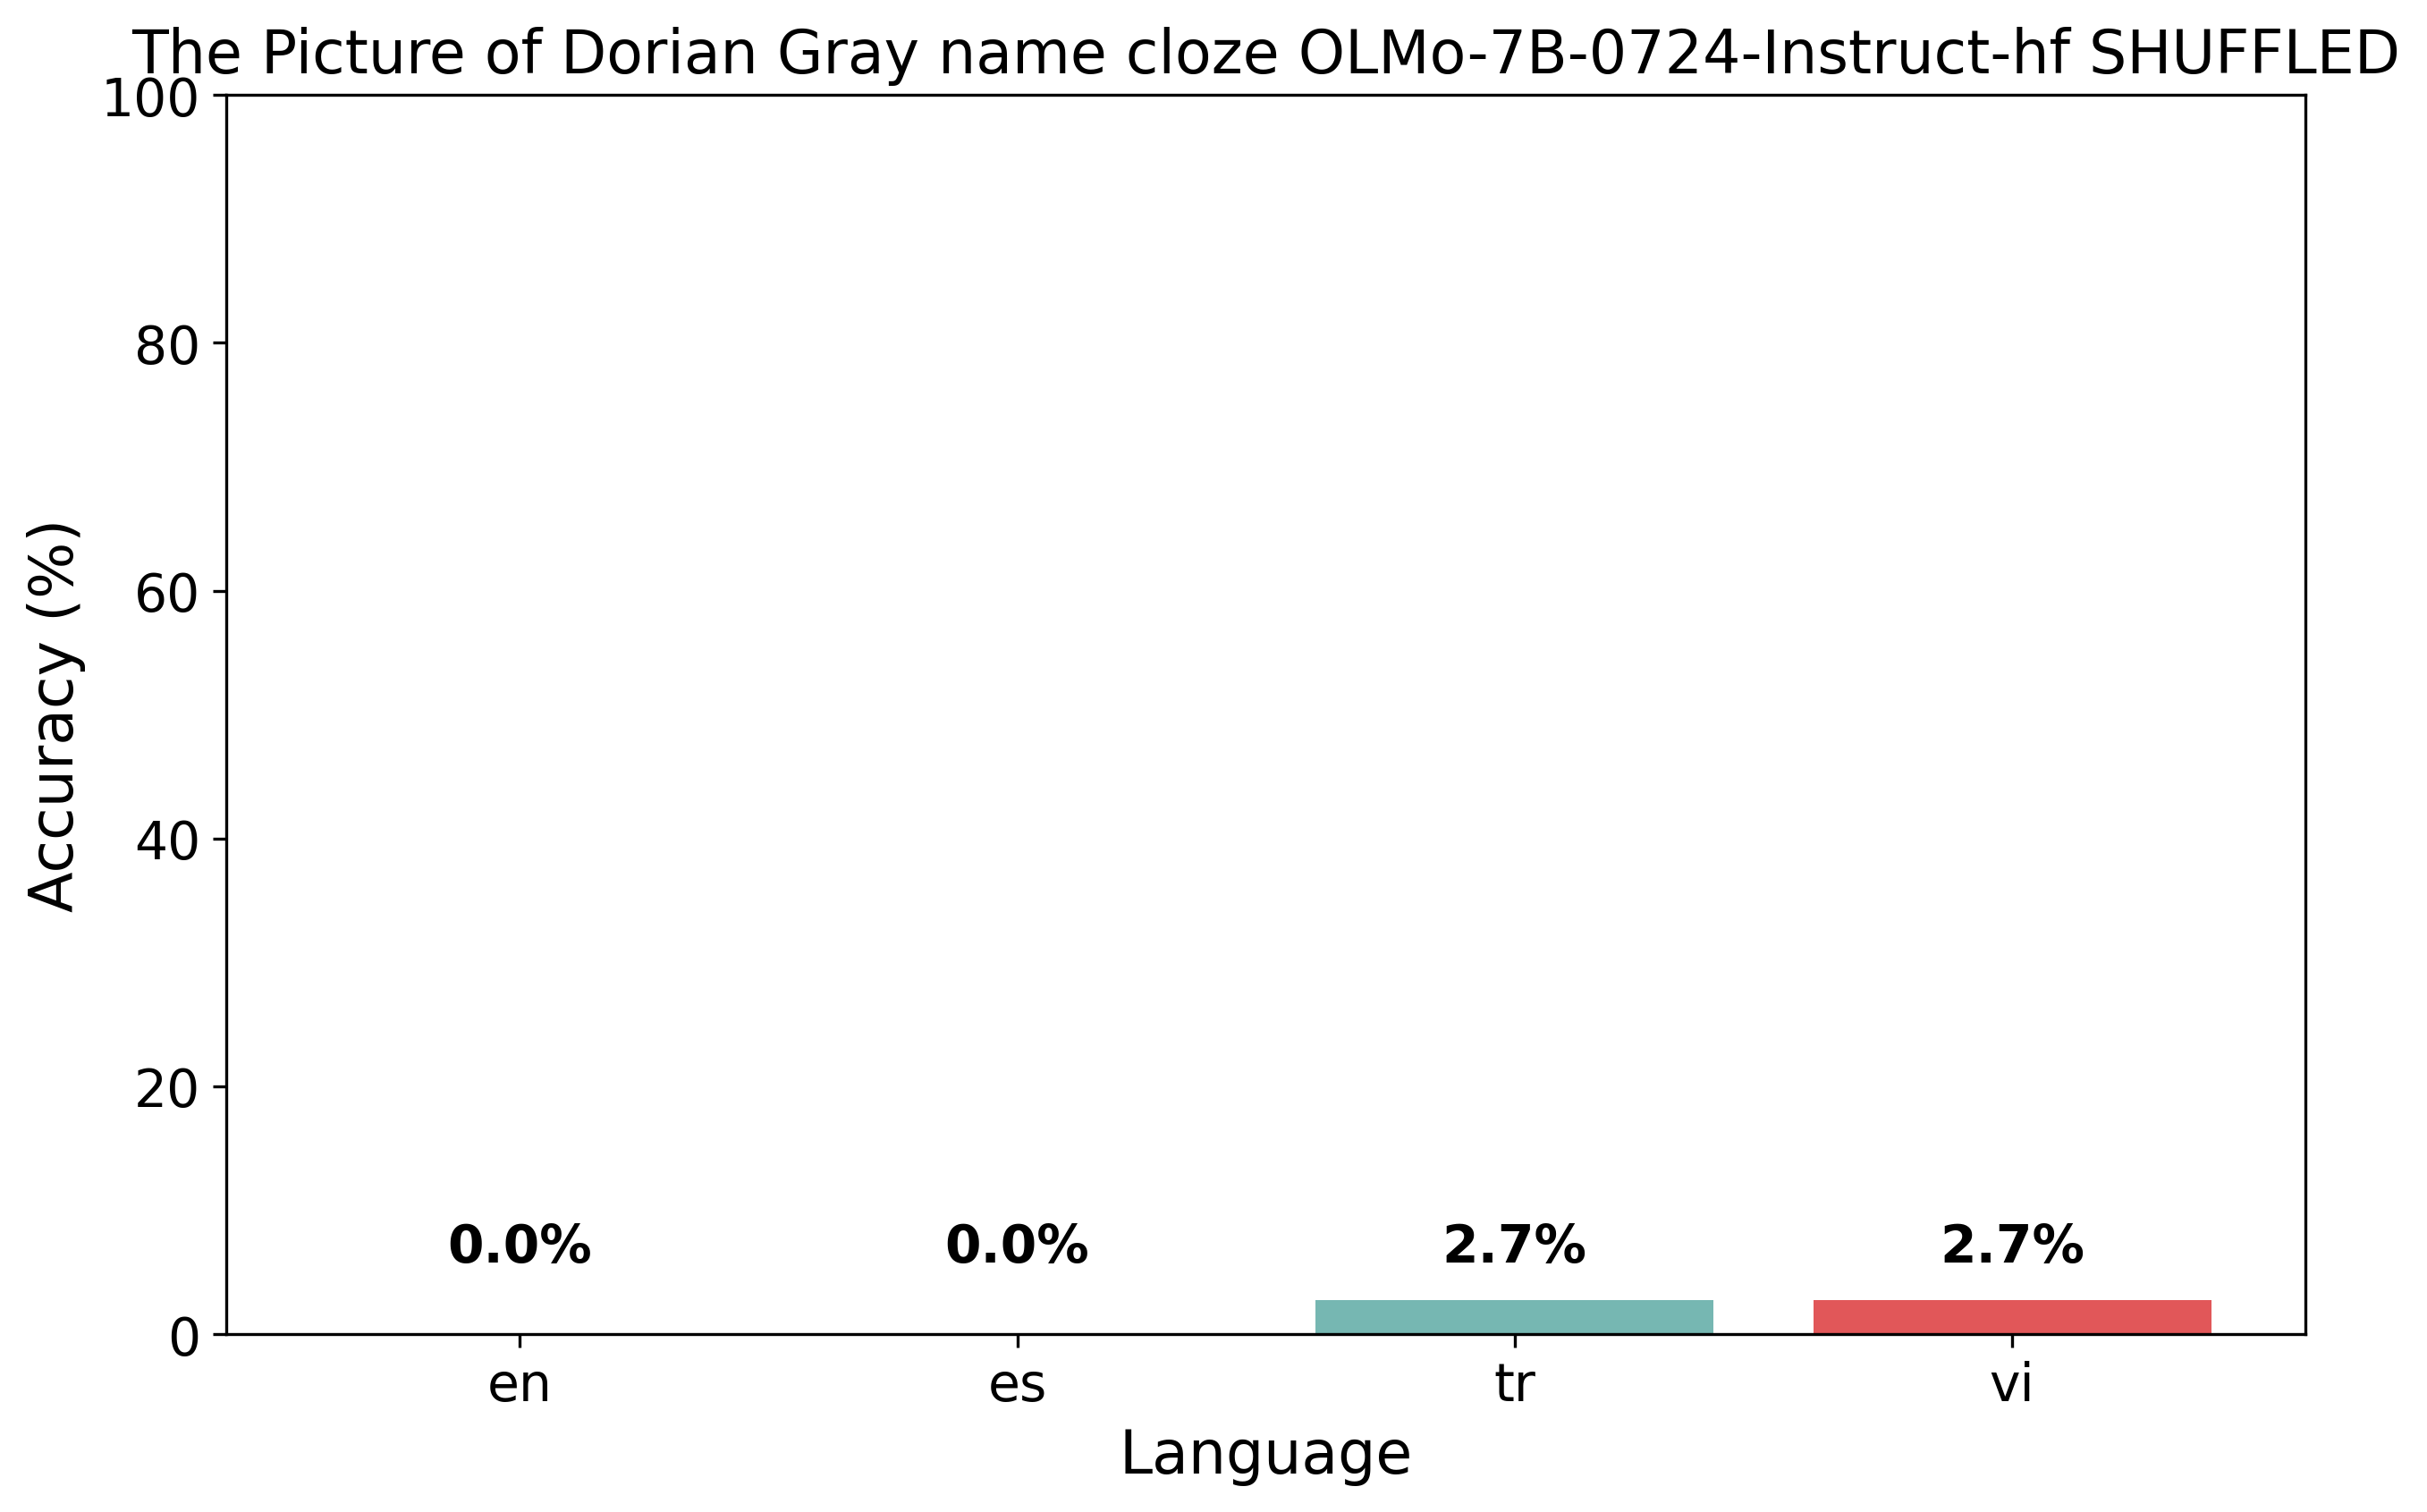 The Picture of Dorian Gray name cloze OLMo-7B-0724-Instruct-hf SHUFFLED
100
80
60
40
20
0
Accuracy (%)
0.0%
0.0%
2.7%
2.7%
en
es
tr
vi
Language